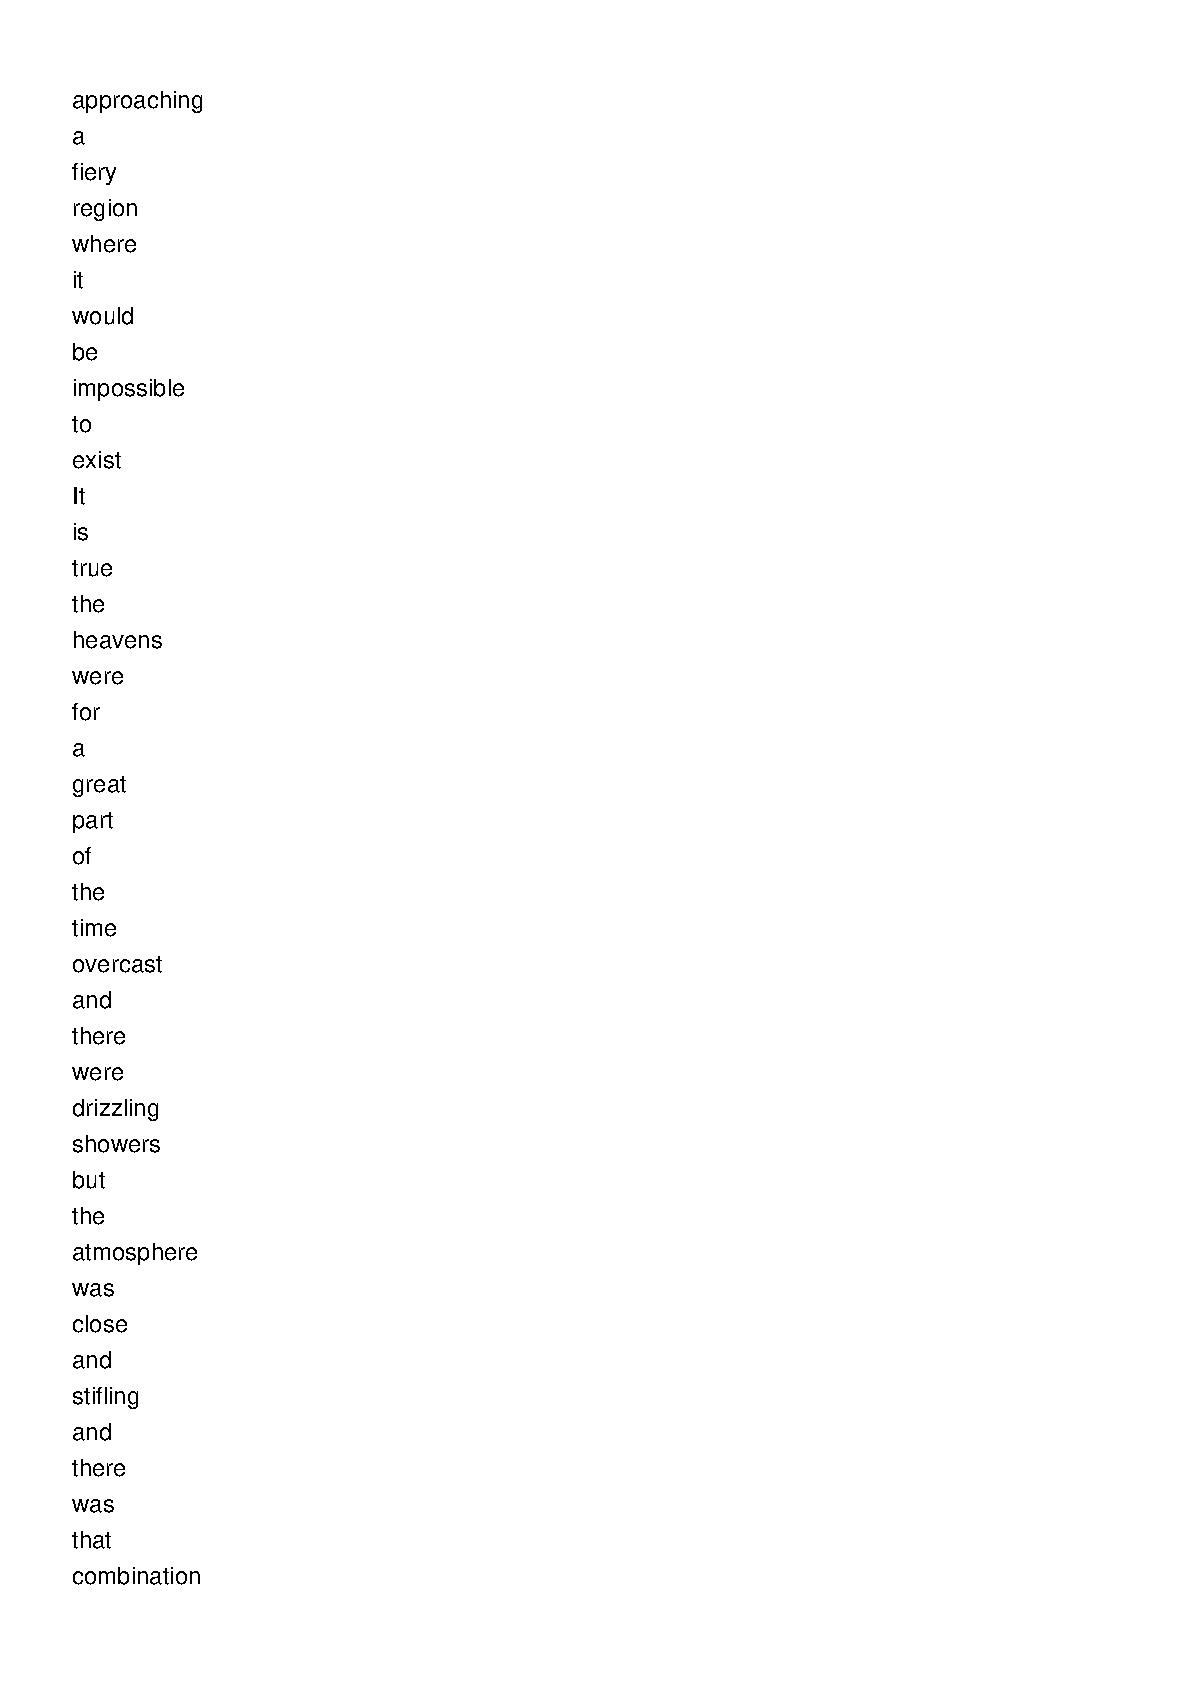 approaching
a
fiery
region
where
it
would
be
impossible
to
exist
It
is
true
the
heavens
were
for
a
great
part
of
the
time
overcast
and
there
were
drizzling
showers
but
the
atmosphere
was
close
and
stifling
and
there
was
that
combination